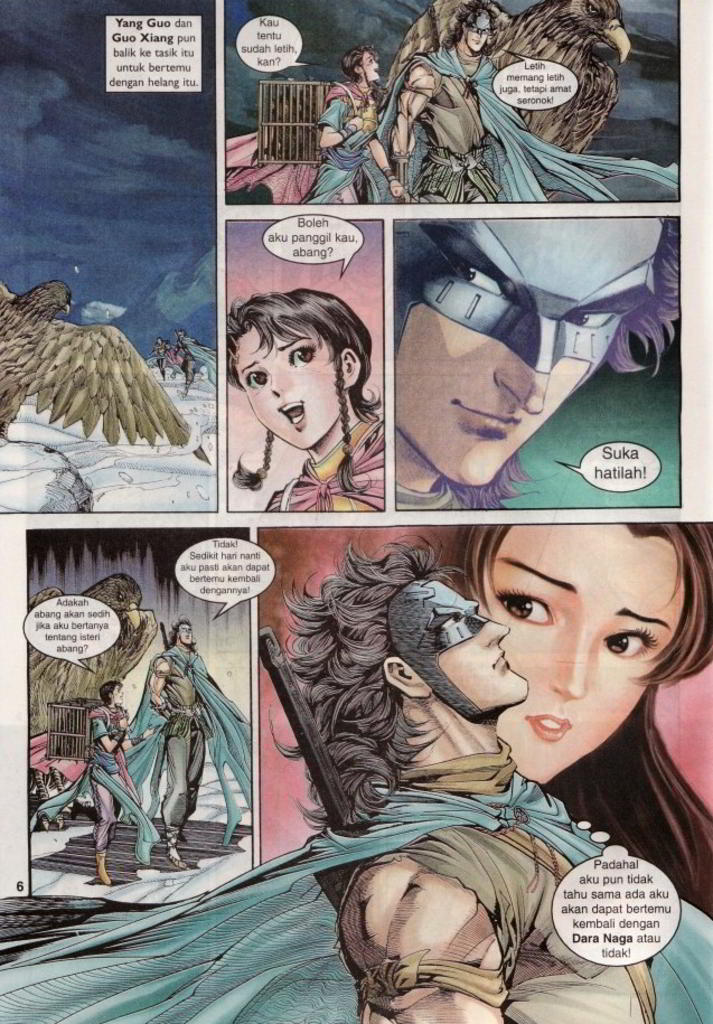 Yang Guo dan
Guo Xiang pun
balik ke tasik itu
untuk bertemu
dengan helang itu.
Kau
tentu
sudah letih,
kan?
Letih
memang letih
juga, tetapi amat
seronok!
Boleh
aku panggil kau,
abang?
Suka
hatilah!
Adakah
abang akan sedih
jika aku bertanya
tentang isteri
abang?
Tidak!
Sedikit hari nanti
aku pasti akan dapat
bertemu kembali
dengannya!
Padahal
aku pun tidak
tahu sama ada aku
akan dapat bertemu
kembali dengan
Dara Naga atau
tidak!
6